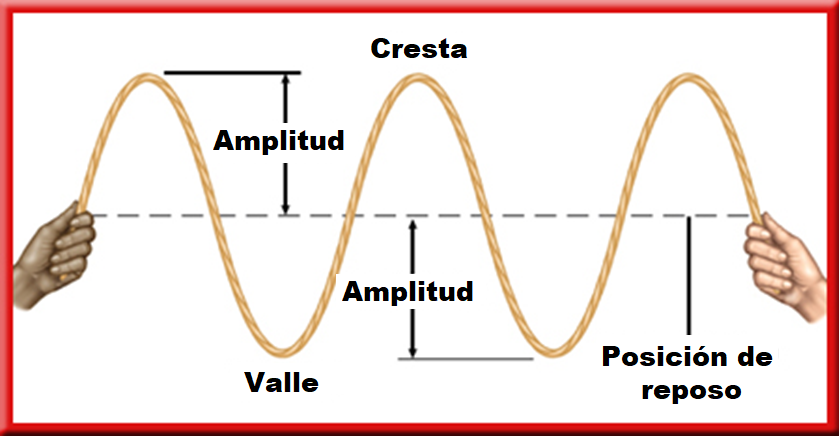 Cresta
Amplitud
Amplitud
Valle
Posición de
reposo